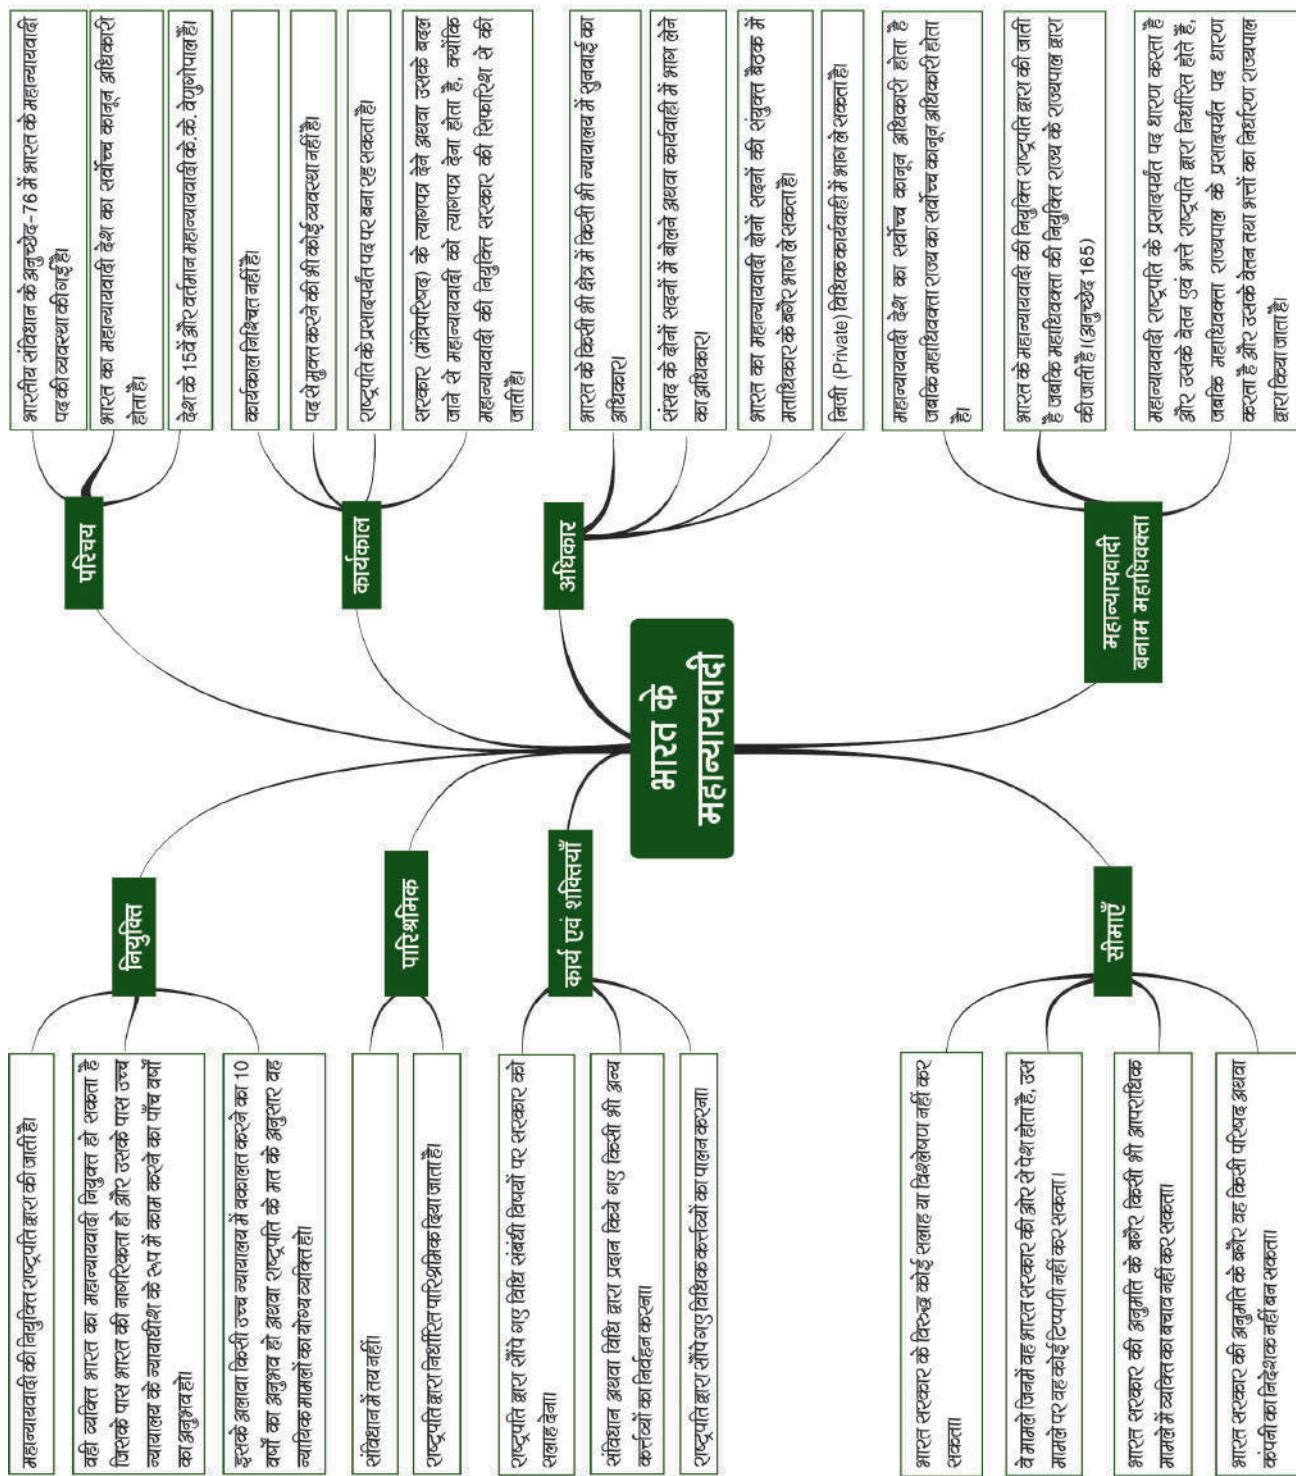 भारत के
महान्यायवादी
नियुक्ति
महान्यायवादी की नियुक्ति राष्ट्रपति द्वारा की जाती है।
वही व्यक्ति भारत का महान्यायवादी नियुक्त हो सकता है
जिसके पास भारत की नागरिकता हो और उसके पास उच्च
न्यायालय के न्यायाधीश के रूप में काम करने का पाँच वर्षों
का अनुभव हो।
इसके अलावा किसी उच्च न्यायालय में वकालत करने का 10
वर्षों का अनुभव हो अथवा राष्ट्रपति के मत के अनुसार वह
न्यायिक मामलों का योग्य व्यक्ति हो।
पारिश्रमिक
संविधान में तय नहीं।
राष्ट्रपति द्वारा निर्धारित पारिश्रमिक दिया जाता है।
कार्य एवं शक्तियाँ
राष्ट्रपति द्वारा सौंपे गए विधि संबंधी विषयों पर सरकार को
सलाह देना।
संविधान अथवा विधि द्वारा प्रदान किये गए किसी भी अन्य
कर्त्तव्यों का निर्वहन करना।
राष्ट्रपति द्वारा सौंपे गए विधिक कर्त्तव्यों का पालन करना।
सीमाएँ
भारत सरकार के विरुद्ध कोई सलाह या विश्लेषण नहीं कर
सकता।
वे मामले जिनमें वह भारत सरकार की ओर से पेश होता है, उस
मामले पर वह कोई टिप्पणी नहीं कर सकता।
भारत सरकार की अनुमति के बगैर किसी भी आपराधिक
मामले में व्यक्ति का बचाव नहीं कर सकता।
भारत सरकार की अनुमति के बगैर वह किसी परिषद अथवा
कंपनी का निदेशक नहीं बन सकता।
परिचय
भारतीय संविधान के अनुच्छेद-76 में भारत के महान्यायवादी
पद की व्यवस्था की गई है।
भारत का महान्यायवादी देश का सर्वोच्च कानून अधिकारी
होता है।
देश के 15वें और वर्तमान महान्यायवादी के.के. वेणुगोपाल हैं।
कार्यकाल
कार्यकाल निश्चित नहीं है।
पद से मुक्त करने की भी कोई व्यवस्था नहीं है।
राष्ट्रपति के प्रसादपर्यंत पद पर बना रह सकता है।
सरकार (मंत्रिपरिषद) के त्यागपत्र देने अथवा उसके बदल
जाने से महान्यायवादी को त्यागपत्र देना होता है, क्योंकि
महान्यायवादी की नियुक्ति सरकार की सिफारिश से की
जाती है।
अधिकार
भारत के किसी भी क्षेत्र में किसी भी न्यायालय में सुनवाई का
अधिकार।
संसद के दोनों सदनों में बोलने अथवा कार्यवाही में भाग लेने
का अधिकार।
भारत का महान्यायवादी दोनों सदनों की संयुक्त बैठक में
मताधिकार के बगैर भाग ले सकता है।
निजी (Private) विधिक कार्यवाही में भाग ले सकता है।
महान्यायवादी
बनाम महाधिवक्ता
महान्यायवादी देश का सर्वोच्च कानून अधिकारी होता है
जबकि महाधिवक्ता राज्य का सर्वोच्च कानून अधिकारी होता
है।
भारत के महान्यायवादी की नियुक्ति राष्ट्रपति द्वारा की जाती
है जबकि महाधिवक्ता की नियुक्ति राज्य के राज्यपाल द्वारा
की जाती है। (अनुच्छेद 165)
महान्यायवादी राष्ट्रपति के प्रसादपर्यंत पद धारण करता है
और उसके वेतन एवं भत्ते राष्ट्रपति द्वारा निर्धारित होते हैं,
जबकि महाधिवक्ता राज्यपाल के प्रसादपर्यंत पद धारण
करता है और उसके वेतन तथा भत्तों का निर्धारण राज्यपाल
द्वारा किया जाता है।